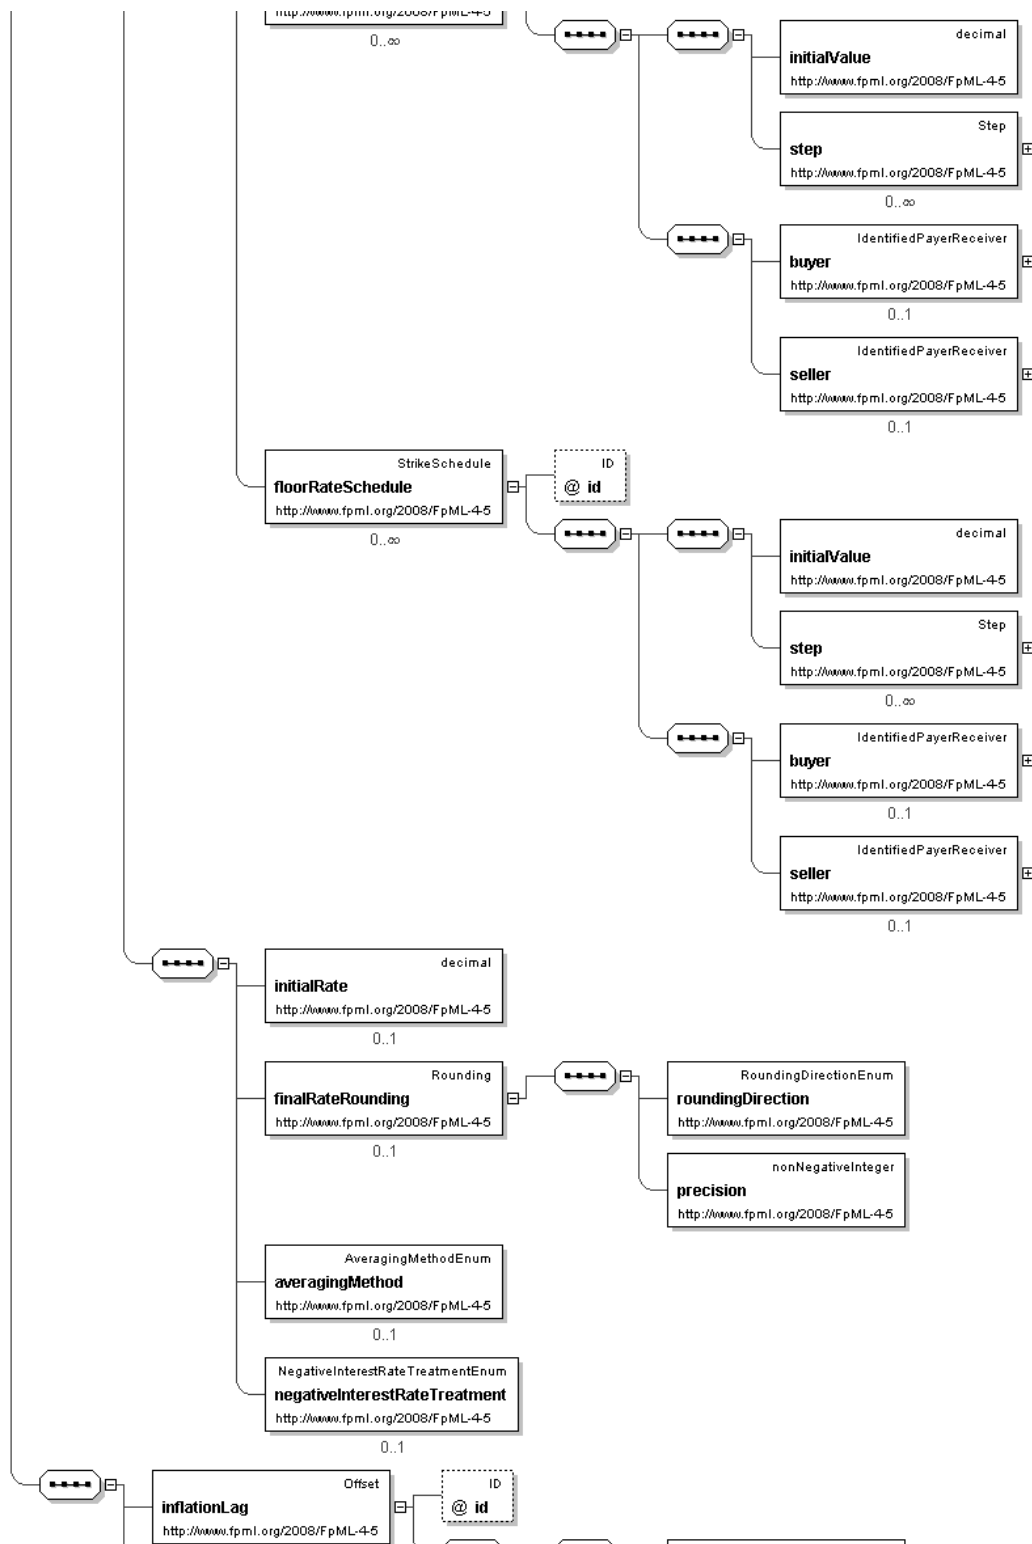 http://www.fpml.org/2008/FpML-4-5
0..∞
decimal
initialValue
http://www.fpml.org/2008/FpML-4-5
Step
step
http://www.fpml.org/2008/FpML-4-5
0..∞
IdentifiedPayerReceiver
buyer
http://www.fpml.org/2008/FpML-4-5
0..1
IdentifiedPayerReceiver
seller
http://www.fpml.org/2008/FpML-4-5
0..1
StrikeSchedule
floorRateSchedule
http://www.fpml.org/2008/FpML-4-5
0..∞
ID
@ id
decimal
initialValue
http://www.fpml.org/2008/FpML-4-5
Step
step
http://www.fpml.org/2008/FpML-4-5
0..∞
IdentifiedPayerReceiver
buyer
http://www.fpml.org/2008/FpML-4-5
0..1
IdentifiedPayerReceiver
seller
http://www.fpml.org/2008/FpML-4-5
0..1
decimal
initialRate
http://www.fpml.org/2008/FpML-4-5
0..1
Rounding
finalRateRounding
http://www.fpml.org/2008/FpML-4-5
0..1
RoundingDirectionEnum
roundingDirection
http://www.fpml.org/2008/FpML-4-5
nonNegativeInteger
precision
http://www.fpml.org/2008/FpML-4-5
AveragingMethodEnum
averagingMethod
http://www.fpml.org/2008/FpML-4-5
0..1
NegativeInterestRateTreatmentEnum
negativeInterestRateTreatment
http://www.fpml.org/2008/FpML-4-5
0..1
Offset
inflationLag
http://www.fpml.org/2008/FpML-4-5
ID
@ id